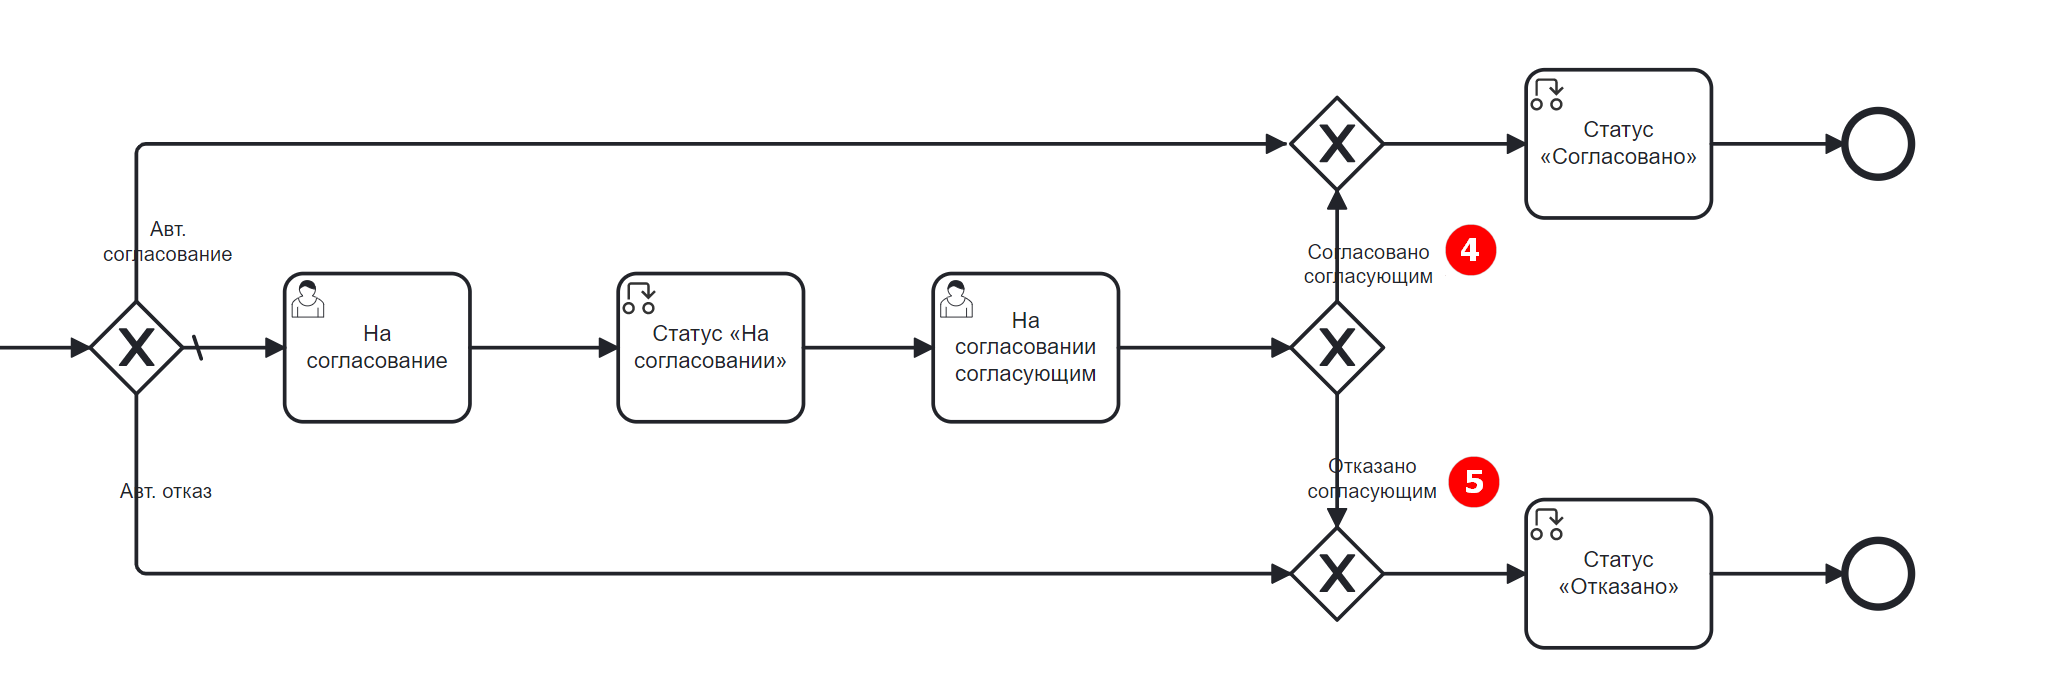 Статус
«Согласовано»
Авт.
согласование
Согласовано
согласующим
4
На
согласование
Статус «На
согласовании»
На
согласовании
согласующим
Авт. отказ
Отказано
согласующим
5
Статус
«Отказано»